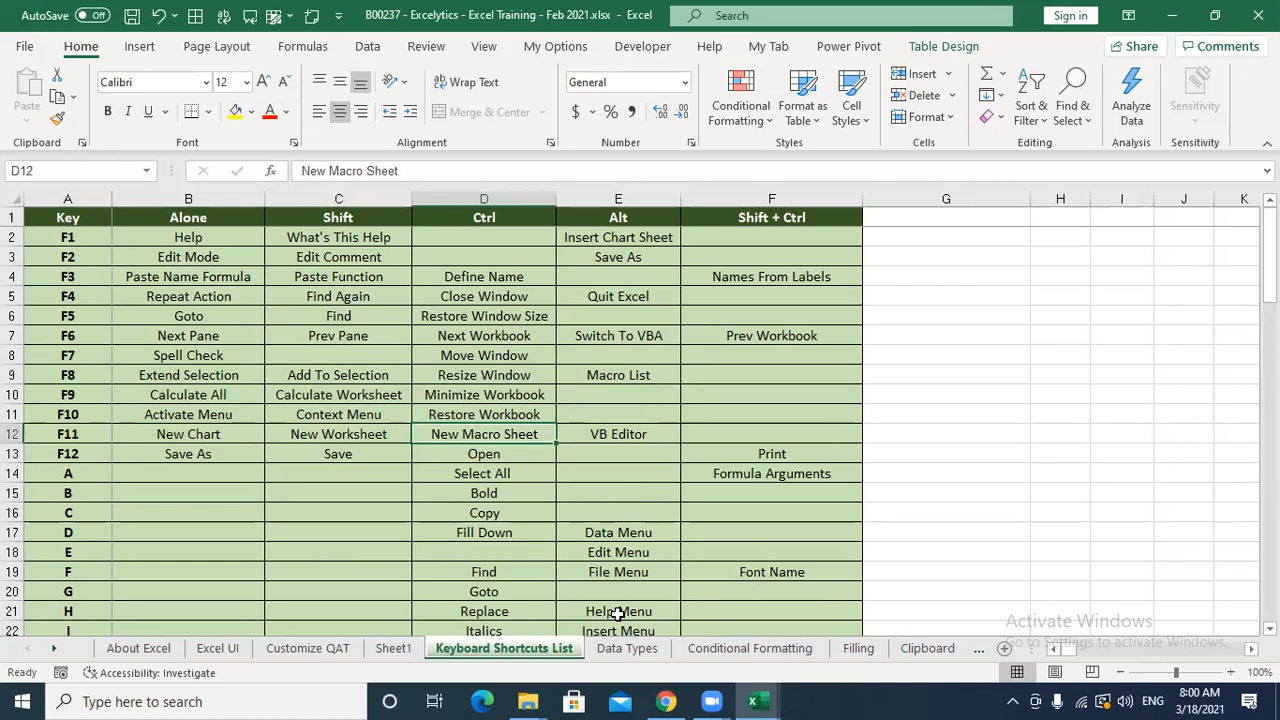 AutoSave Off B00237 - Excelytics - Excel Training - Feb 2021.xlsx Search Sign in
File Home Insert Page Layout Formulas Data Review View My Options Developer Help My Tab Power Pivot Table Design Share Comments
Paste Calibri 12 Wrap Text General Conditional Formatting Format as Table Cell Styles Insert Sort & Filter Find & Select Analyze Data Sensitivity
B I U A Merge & Center $ % Delete
Format
Clipboard Font Alignment Number Styles Cells Editing Analysis Sensitivity
D12 fx New Macro Sheet
A B C D E F G H I J K
1 Key Alone Shift Ctrl Alt Shift + Ctrl
2 F1 Help What's This Help Insert Chart Sheet
3 F2 Edit Mode Edit Comment Save As
4 F3 Paste Name Formula Paste Function Define Name Names From Labels
5 F4 Repeat Action Find Again Close Window Quit Excel
6 F5 Goto Find Restore Window Size
7 F6 Next Pane Prev Pane Next Workbook Switch To VBA Prev Workbook
8 F7 Spell Check Move Window
9 F8 Extend Selection Add To Selection Resize Window Macro List
10 F9 Calculate All Calculate Worksheet Minimize Workbook
11 F10 Activate Menu Context Menu Restore Workbook
12 F11 New Chart New Worksheet New Macro Sheet VB Editor
13 F12 Save As Save Open Print
14 A Select All Formula Arguments
15 B Bold
16 C Copy
17 D Fill Down Data Menu
18 E Edit Menu
19 F Find File Menu Font Name
20 G Goto
21 H Replace Help Menu
22 I Italics Insert Menu
Activate Windows
Go to Settings to activate Windows.
About Excel Excel UI Customize QAT Sheet1 Keyboard Shortcuts List Data Types Conditional Formatting Filling Clipboard ...
Ready Accessibility: Investigate 100%
Type here to search ENG 8:00 AM
3/18/2021